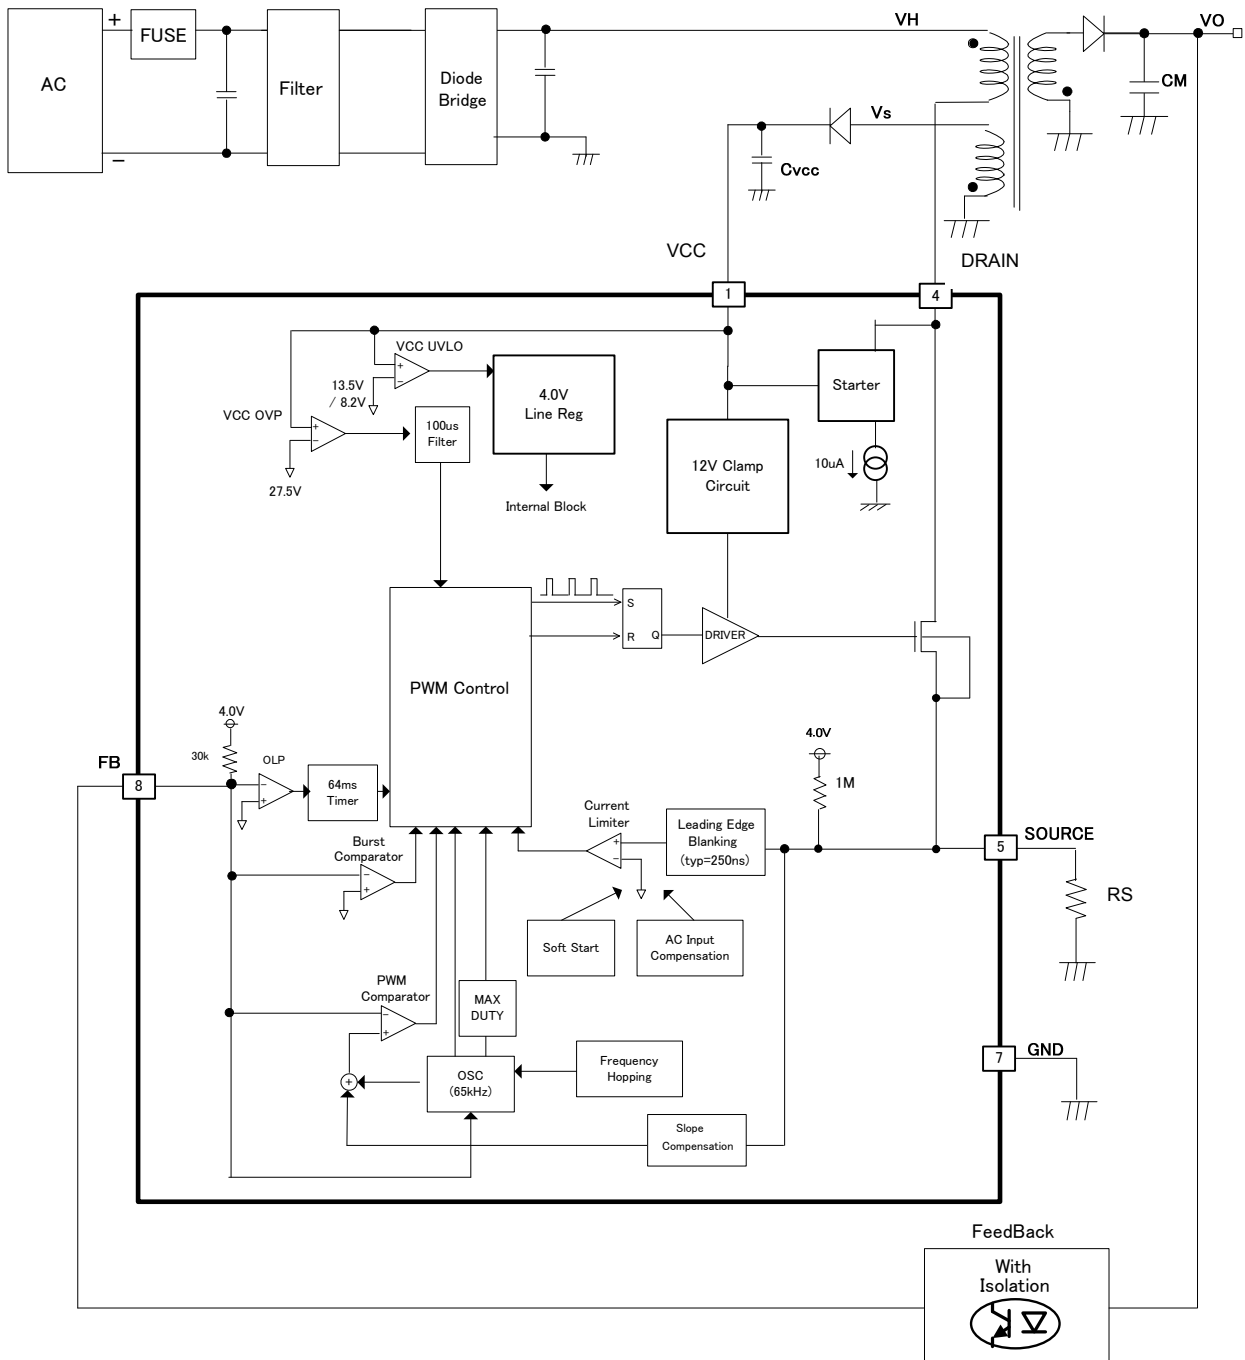 AC
+
−
FUSE
Filter
Diode
Bridge
VH
VO
CM
Vs
Cvcc
VCC
DRAIN
1
4
VCC UVLO
+
−
13.5V
/ 8.2V
4.0V
Line Reg
Starter
VCC OVP
+
−
27.5V
100us
Filter
12V Clamp
Circuit
10uA
Internal Block
PWM Control
S
R
Q
DRIVER
4.0V
30k
FB
8
OLP
−
+
64ms
Timer
4.0V
1M
Current
Limiter
+
−
Leading Edge
Blanking
(typ=250ns)
5
SOURCE
RS
Burst
Comparator
−
+
Soft Start
AC Input
Compensation
PWM
Comparator
−
+
MAX
DUTY
+
OSC
(65kHz)
Frequency
Hopping
7
GND
Slope
Compensation
FeedBack
With
Isolation